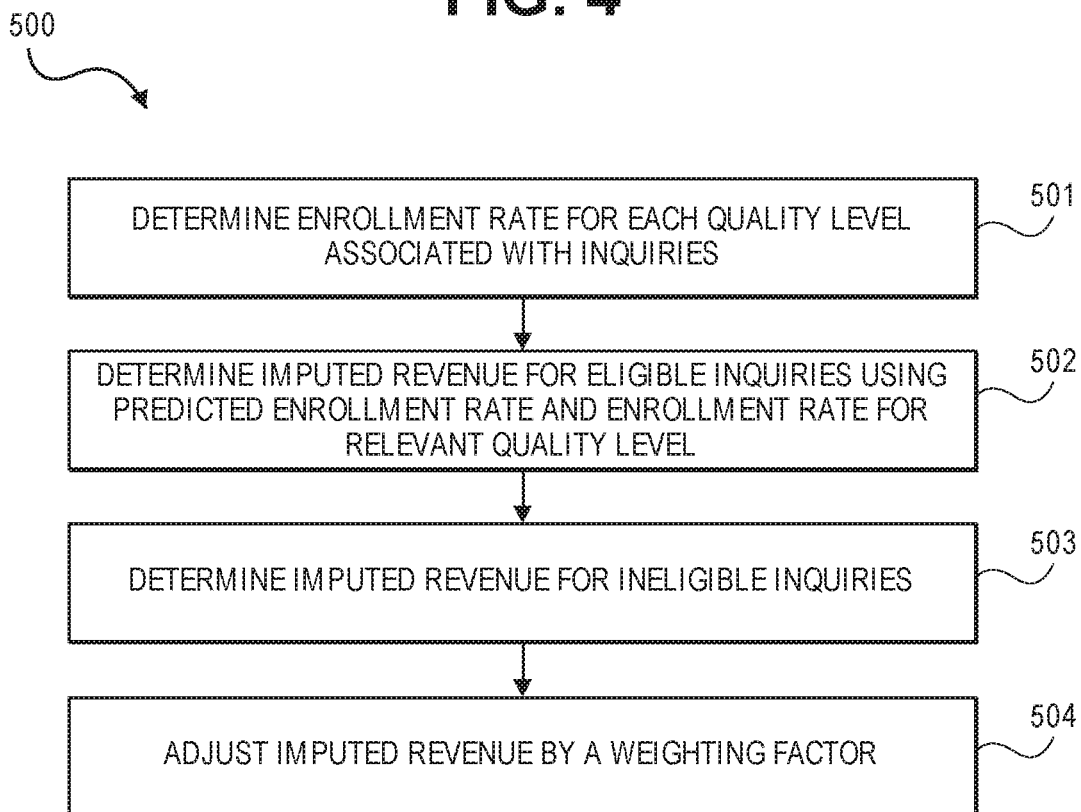 FIG. 4
500
DETERMINE ENROLLMENT RATE FOR EACH QUALITY LEVEL
ASSOCIATED WITH INQUIRIES
501
DETERMINE IMPUTED REVENUE FOR ELIGIBLE INQUIRIES USING
PREDICTED ENROLLMENT RATE AND ENROLLMENT RATE FOR
RELEVANT QUALITY LEVEL
502
DETERMINE IMPUTED REVENUE FOR INELIGIBLE INQUIRIES
503
ADJUST IMPUTED REVENUE BY A WEIGHTING FACTOR
504